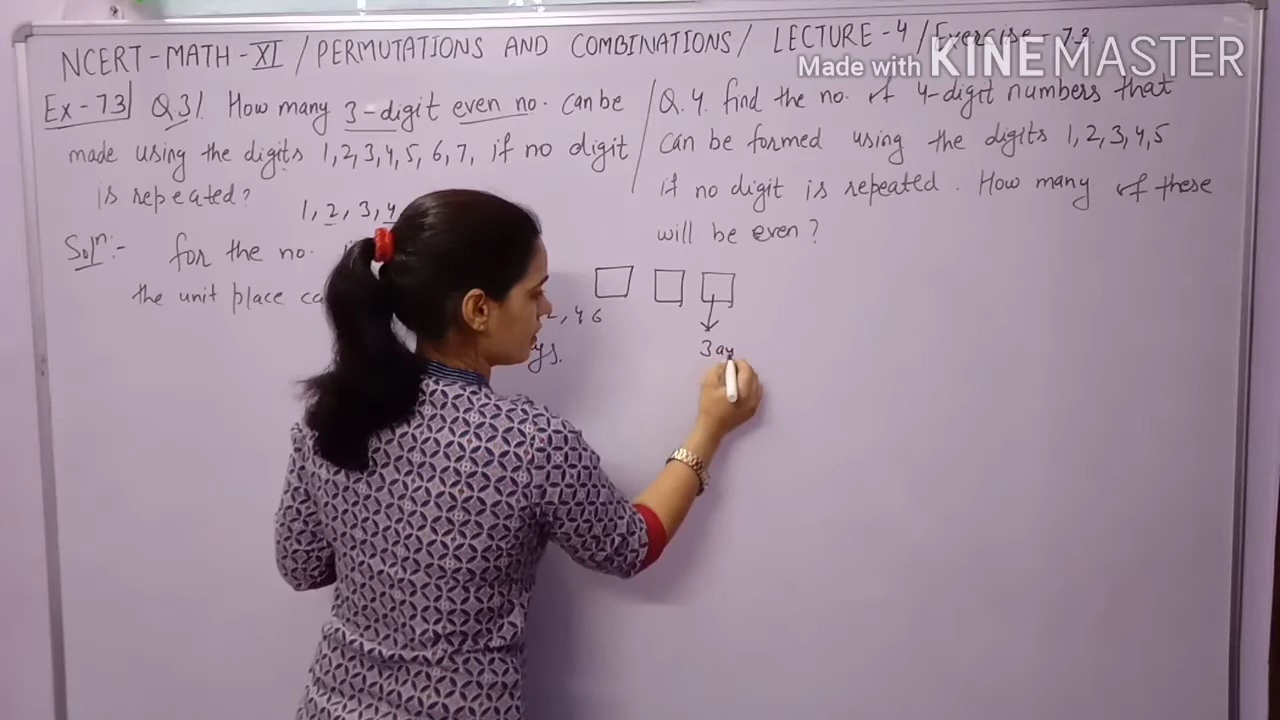 NCERT-MATH-XI / PERMUTATIONS AND COMBINATIONS / LECTURE-4 / Exercise-7.3
Made with KINEMASTER
Ex-7.3 Q.3/. How many 3-digit even no. can be
made using the digits 1,2,3,4,5,6,7, if no digit
is repeated?
1, 2, 3, 4
Solⁿ:- for the no.
the unit place
2,4 6
ys.
Q.4. find the no. of 4-digit numbers that
can be formed using the digits 1,2,3,4,5
if no digit is repeated. How many of these
will be even?
3